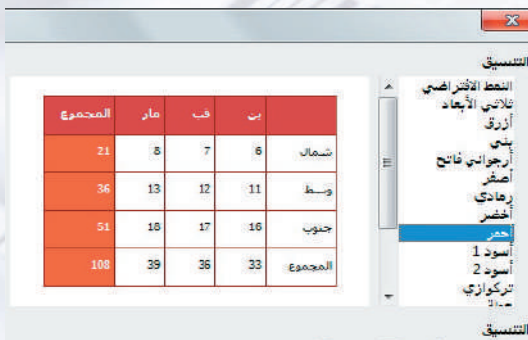 التنسيق
النمط الافتراضي
ثلاثي الأبعاد
أزرق
بني
أرجواني فاتح
أصفر
رمادي
أخضر
أحمر
أسود 1
أسود 2
تركوازي
ين فب مار المجموع
شمال 6 7 8 21
وسط 11 12 13 36
جنوب 16 17 18 51
المجموع 33 36 39 108
التنسيق